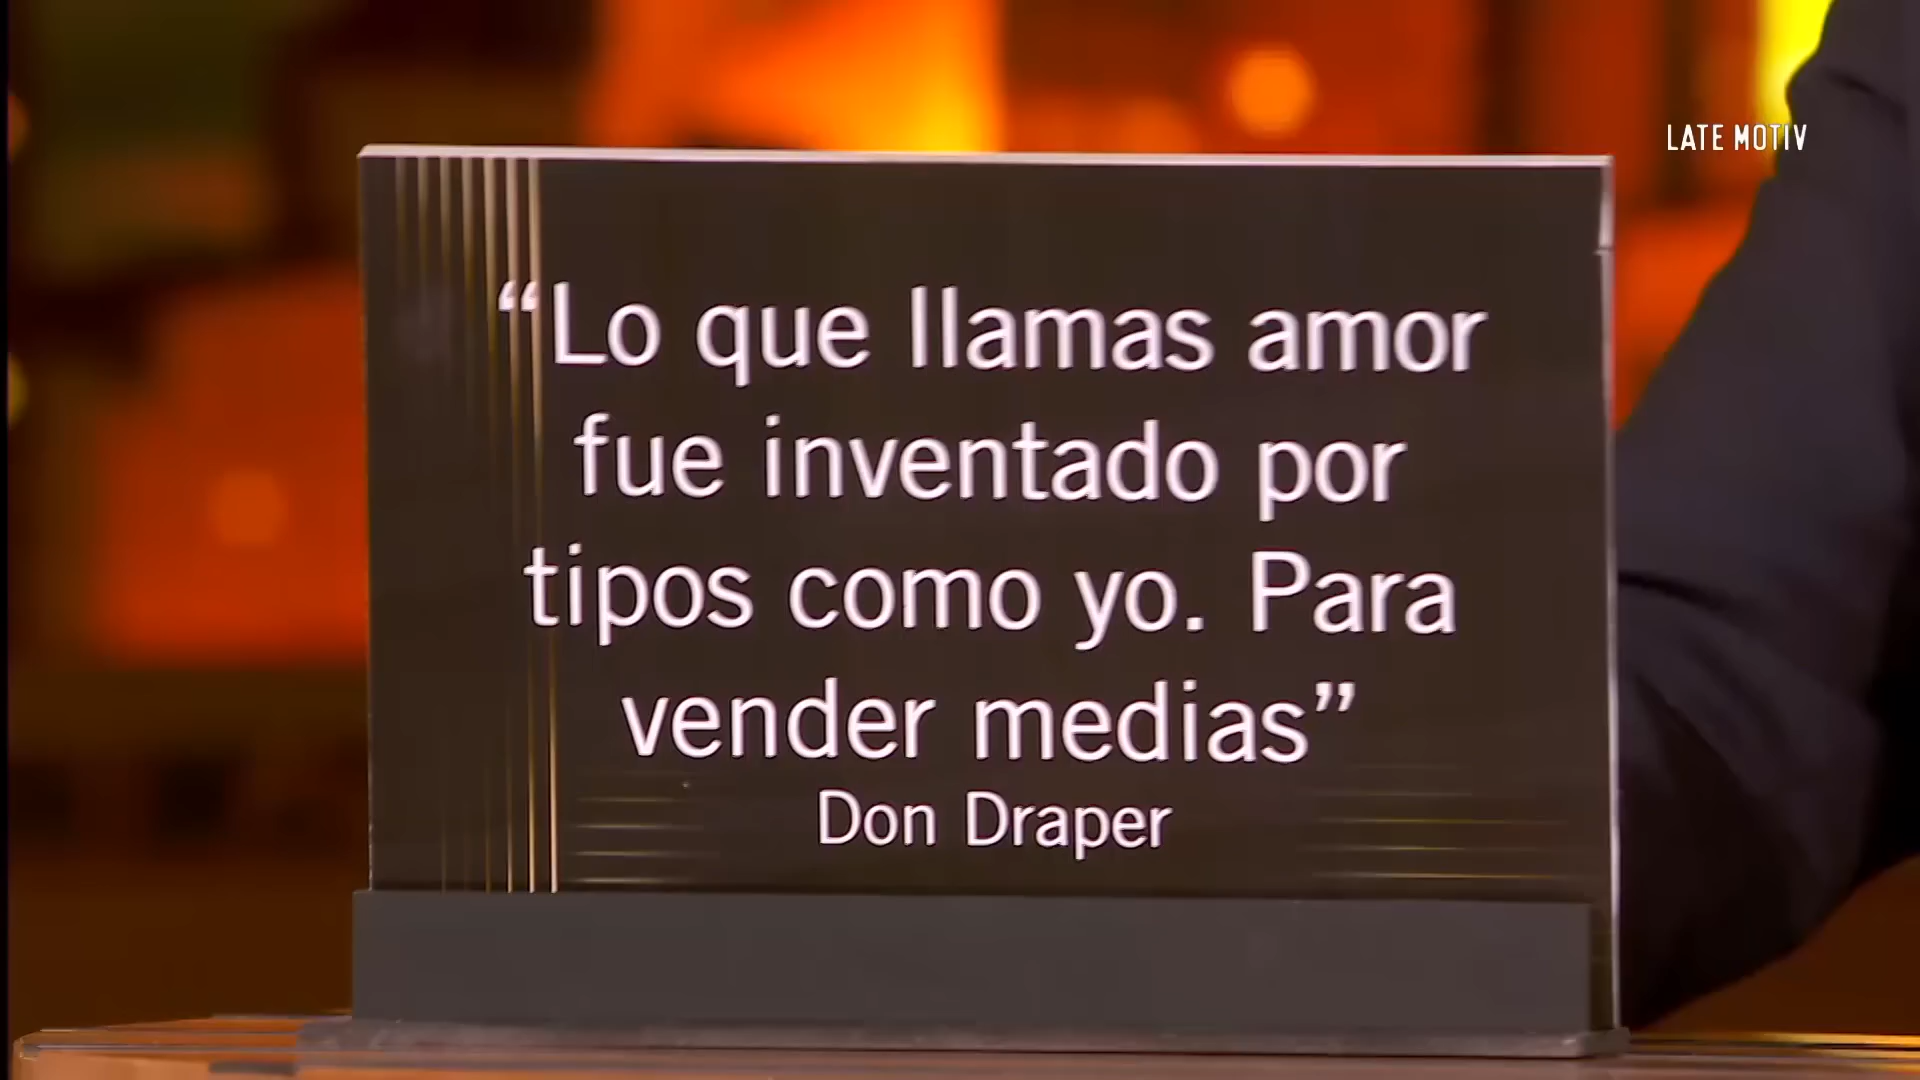 LATE MOTIV
“Lo que llamas amor
fue inventado por
tipos como yo. Para
vender medias”
Don Draper